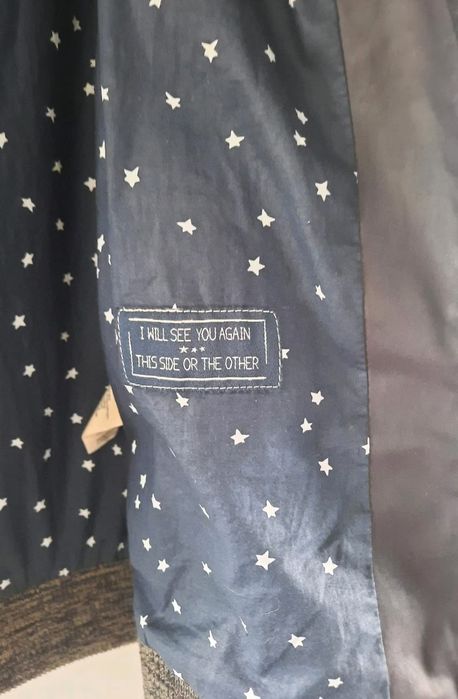 I WILL SEE YOU AGAIN
THIS SIDE OR THE OTHER